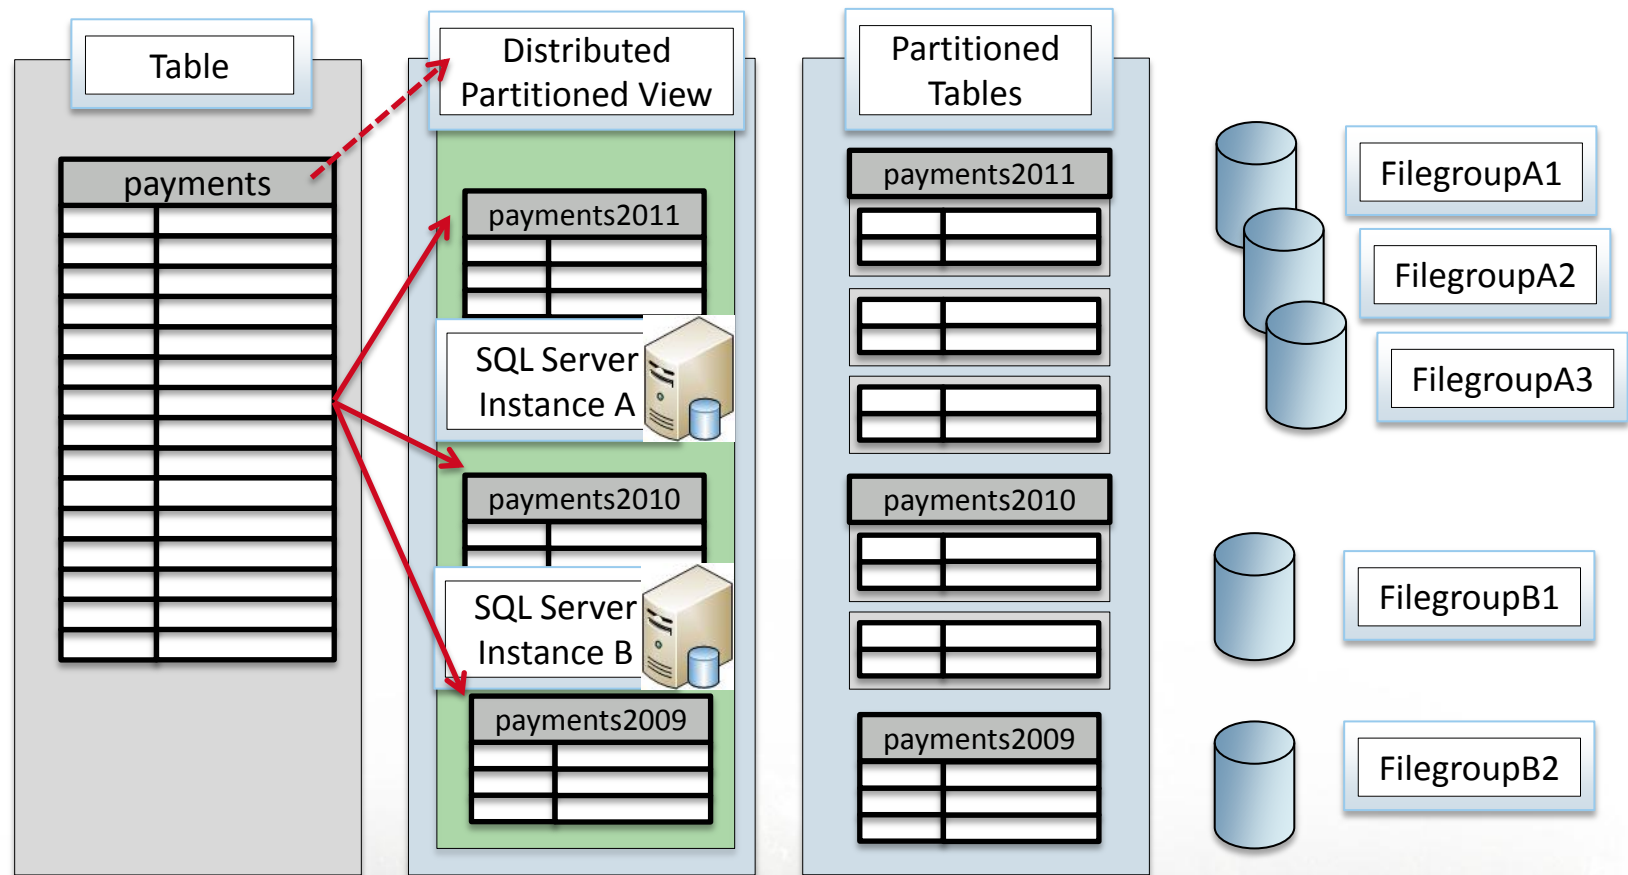 Table
payments
Distributed
Partitioned View
payments2011
SQL Server
Instance A
payments2010
SQL Server
Instance B
payments2009
Partitioned
Tables
payments2011
payments2010
payments2009
FilegroupA1
FilegroupA2
FilegroupA3
FilegroupB1
FilegroupB2